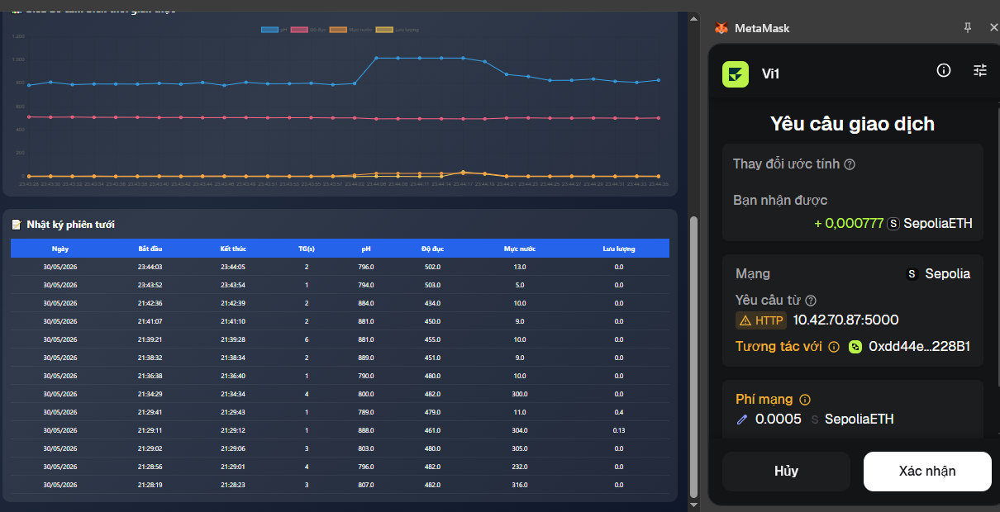 pH Độ đục Mực nước Lưu lượng
1.200
1.000
800
600
400
200
0
📝 Nhật ký phiên tưới
Ngày Bắt đầu Kết thúc TG(s) pH Độ đục Mực nước Lưu lượng
30/05/2026 23:44:03 23:44:05 2 796.0 502.0 13.0 0.0
30/05/2026 23:43:52 23:43:54 1 794.0 503.0 5.0 0.0
30/05/2026 21:42:36 21:42:39 2 884.0 434.0 10.0 0.0
30/05/2026 21:41:07 21:41:10 2 881.0 450.0 9.0 0.0
30/05/2026 21:39:21 21:39:28 6 881.0 455.0 10.0 0.0
30/05/2026 21:38:32 21:38:34 2 889.0 451.0 9.0 0.0
30/05/2026 21:36:38 21:36:40 1 790.0 480.0 10.0 0.0
30/05/2026 21:34:29 21:34:34 4 800.0 482.0 300.0 0.0
30/05/2026 21:29:41 21:29:43 1 789.0 479.0 11.0 0.4
30/05/2026 21:29:11 21:29:12 1 888.0 461.0 304.0 0.13
30/05/2026 21:29:02 21:29:06 3 803.0 480.0 305.0 0.0
30/05/2026 21:28:56 21:29:01 4 796.0 482.0 232.0 0.0
30/05/2026 21:28:19 21:28:23 3 807.0 482.0 316.0 0.0
MetaMask
Ví1
Yêu cầu giao dịch
Thay đổi ước tính
Bạn nhận được
+ 0,000777 S SepoliaETH
Mạng S Sepolia
Yêu cầu từ
HTTP 10.42.70.87:5000
Tương tác với 0xdd44e...228B1
Phí mạng
0.0005 S SepoliaETH
Hủy Xác nhận